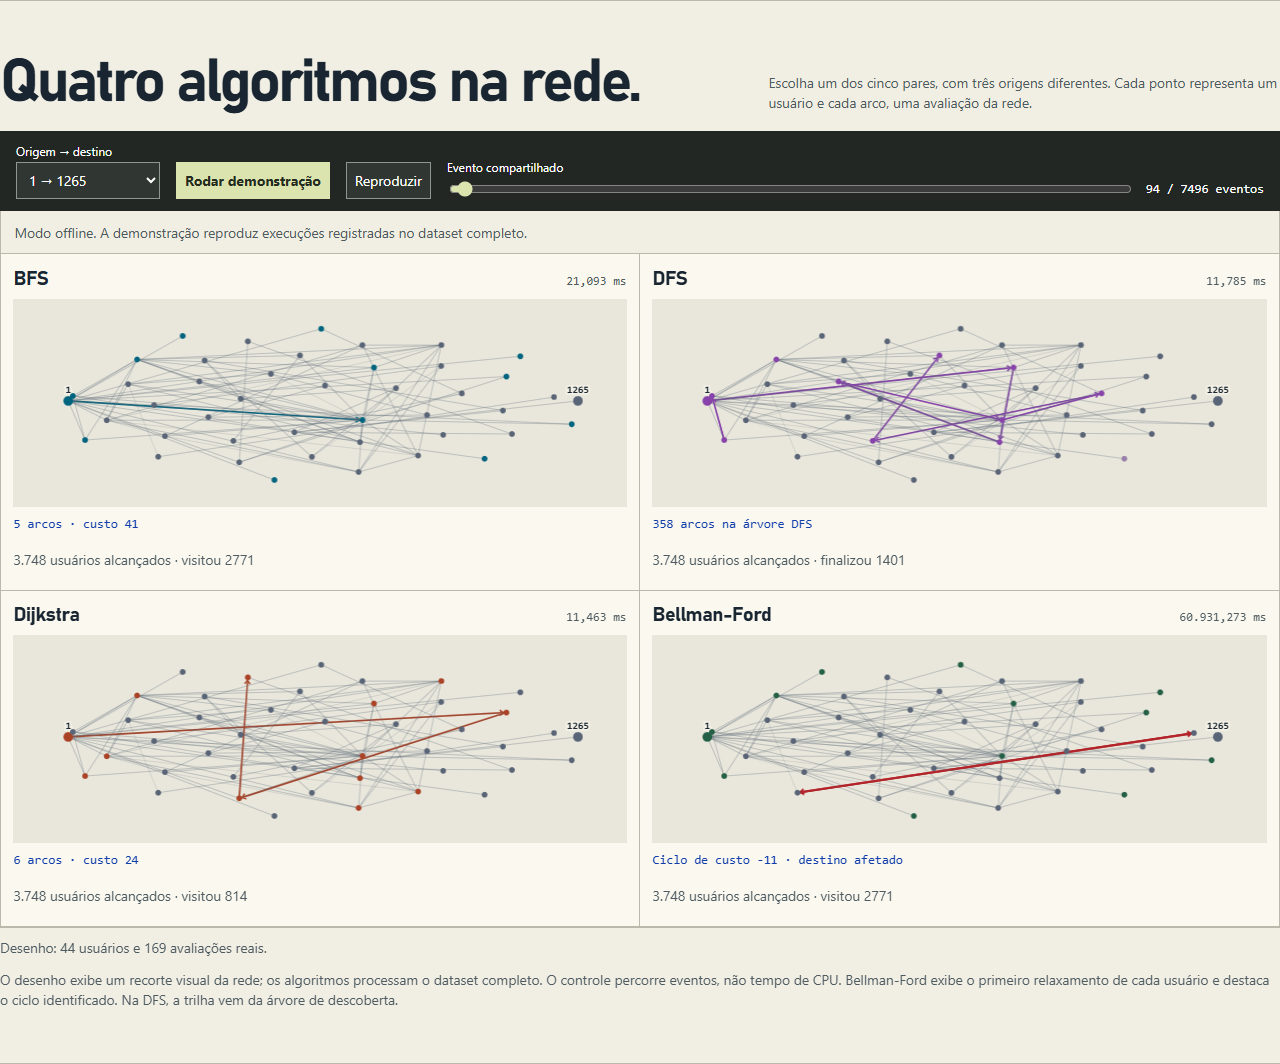 Quatro algoritmos na rede.
Escolha um dos cinco pares, com três origens diferentes. Cada ponto representa um
usuário e cada arco, uma avaliação da rede.
Origem → destino
1 → 1265
Rodar demonstração
Reproduzir
Evento compartilhado
94 / 7496 eventos
Modo offline. A demonstração reproduz execuções registradas no dataset completo.
BFS
21,093 ms
1
1265
5 arcos · custo 41
3.748 usuários alcançados · visitou 2771
DFS
11,785 ms
1
1265
358 arcos na árvore DFS
3.748 usuários alcançados · finalizou 1401
Dijkstra
11,463 ms
1
1265
6 arcos · custo 24
3.748 usuários alcançados · visitou 814
Bellman-Ford
60.931,273 ms
1
1265
Ciclo de custo -11 · destino afetado
3.748 usuários alcançados · visitou 2771
Desenho: 44 usuários e 169 avaliações reais.
O desenho exibe um recorte visual da rede; os algoritmos processam o dataset completo. O controle percorre eventos, não tempo de CPU. Bellman-Ford exibe o primeiro relaxamento de cada usuário e destaca
o ciclo identificado. Na DFS, a trilha vem da árvore de descoberta.